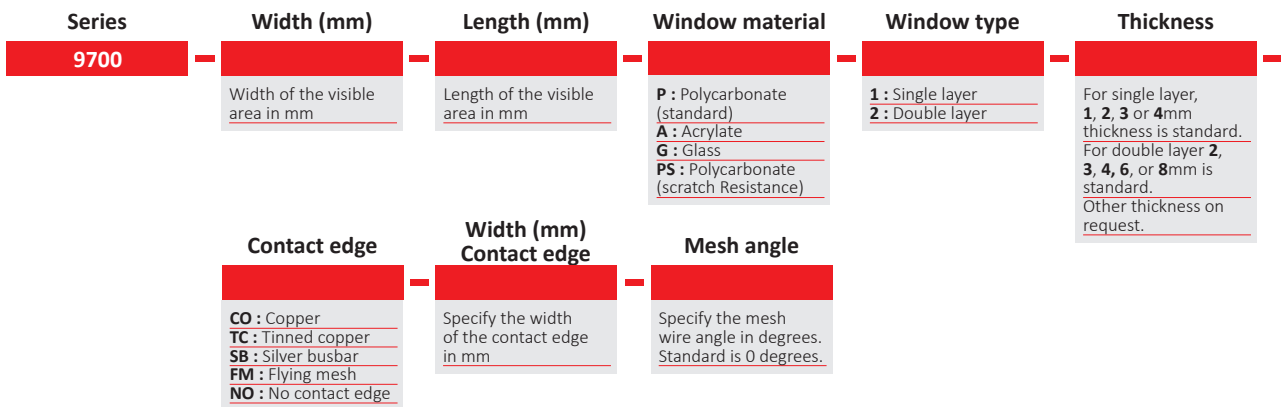 Series
9700
Width (mm)
Width of the visible
area in mm
Length (mm)
Length of the visible
area in mm
Window material
P : Polycarbonate
(standard)
A : Acrylate
G : Glass
PS : Polycarbonate
(scratch Resistance)
Window type
1 : Single layer
2 : Double layer
Thickness
For single layer,
1, 2, 3 or 4mm
thickness is standard.
For double layer 2,
3, 4, 6, or 8mm is
standard.
Other thickness on
request.
Contact edge
CO : Copper
TC : Tinned copper
SB : Silver busbar
FM : Flying mesh
NO : No contact edge
Width (mm)
Contact edge
Specify the width
of the contact edge
in mm
Mesh angle
Specify the mesh
wire angle in degrees.
Standard is 0 degrees.